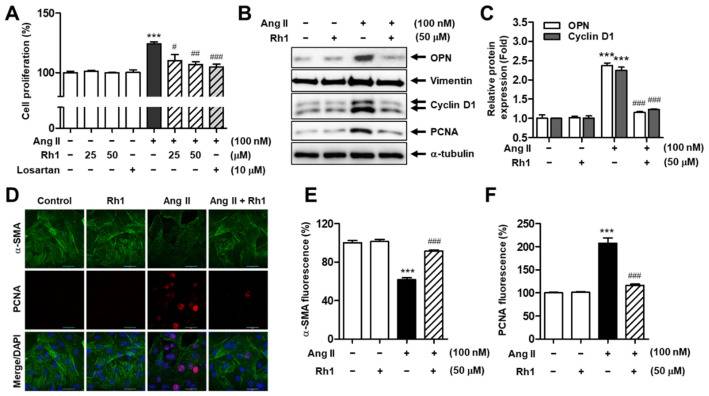 A
Cell proliferation (%)
150
100
50
0
***
#
##
###
Ang II − − − − + + + + (100 nM)
Rh1 − 25 50 − − 25 50 − (μM)
Losartan − − − + − − − + (10 μM)
B
Ang II − − + + (100 nM)
Rh1 − + − + (50 μM)
OPN
Vimentin
Cyclin D1
PCNA
α-tubulin
C
Relative protein
expression (Fold)
3.0
2.5
2.0
1.5
1.0
OPN
Cyclin D1
*** ***
### ###
Ang II − − + + (100 nM)
Rh1 − + − + (50 μM)
D
Control Rh1 Ang II Ang II + Rh1
α-SMA
PCNA
Merge/DAPI
E
α-SMA fluorescence (%)
120
80
40
0
***
###
Ang II − − + + (100 nM)
Rh1 − + − + (50 μM)
F
PCNA fluorescence (%)
250
200
150
100
50
0
***
###
Ang II − − + + (100 nM)
Rh1 − + − + (50 μM)